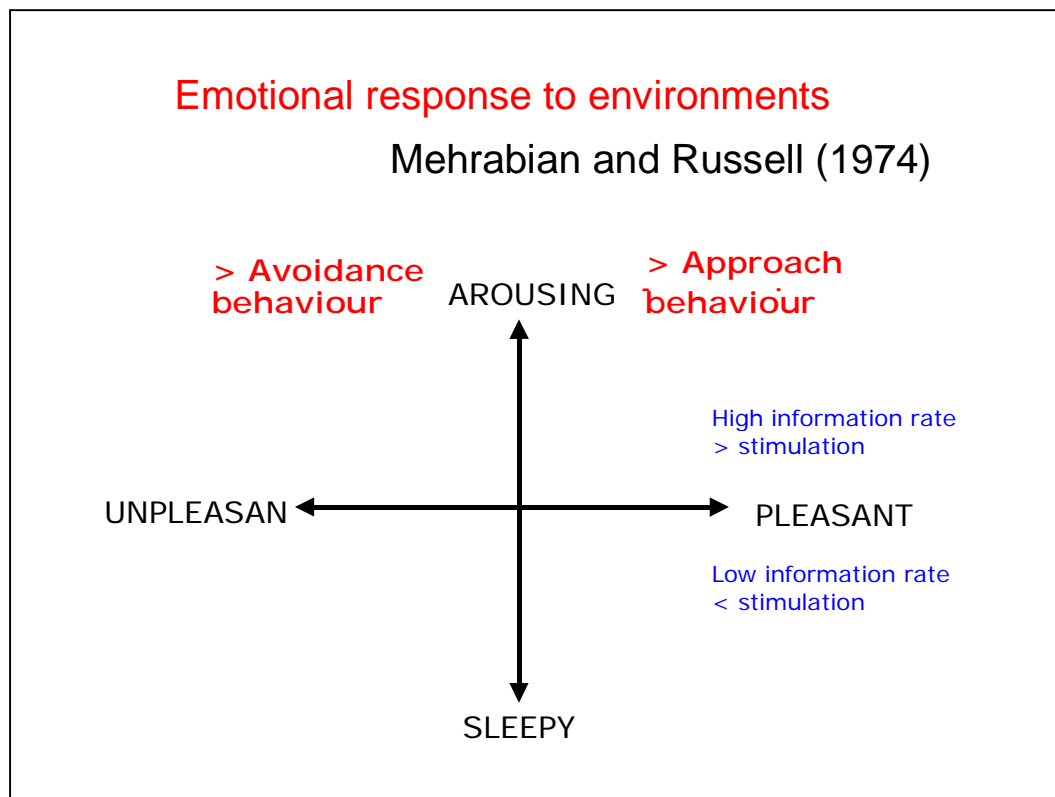 Emotional response to environments
Mehrabian and Russell (1974)
> Avoidance
behaviour
AROUSING
> Approach
behaviour
High information rate
> stimulation
UNPLEASAN
PLEASANT
Low information rate
< stimulation
SLEEPY